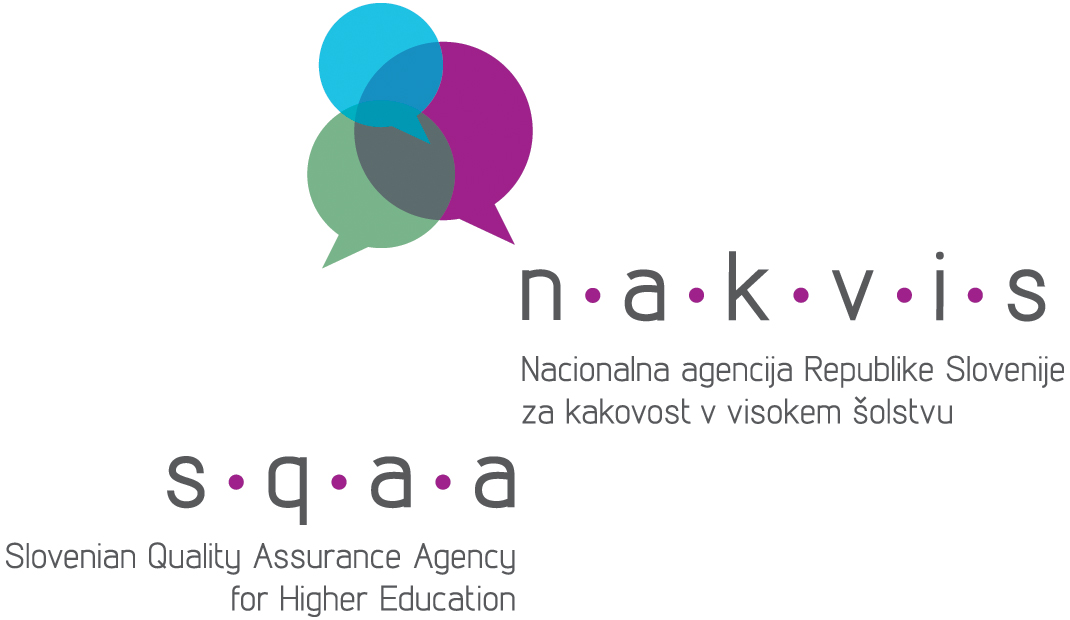 n·a·k·v·i·s
Nacionalna agencija Republike Slovenije
za kakovost v visokem šolstvu
s·q·a·a
Slovenian Quality Assurance Agency
for Higher Education